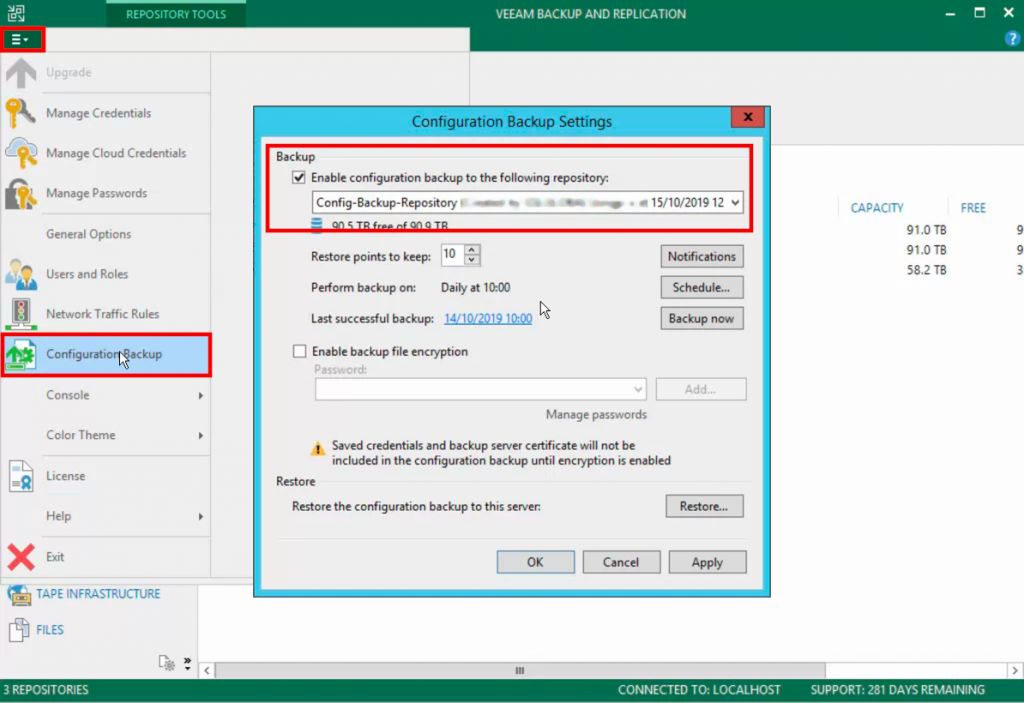 REPOSITORY TOOLS
VEEAM BACKUP AND REPLICATION
Upgrade
Manage Credentials
Manage Cloud Credentials
Manage Passwords
General Options
Users and Roles
Network Traffic Rules
Configuration Backup
Console
Color Theme
License
Help
Exit
TAPE INFRASTRUCTURE
FILES
Configuration Backup Settings
Backup
Enable configuration backup to the following repository:
Config-Backup-Repository 15/10/2019 12
90.5 TB free of 90.9 TB
Restore points to keep: 10 Notifications
Perform backup on: Daily at 10:00 Schedule...
Last successful backup: 14/10/2019 10:00 Backup now
Enable backup file encryption
Password:
Add...
Manage passwords
Saved credentials and backup server certificate will not be
included in the configuration backup until encryption is enabled
Restore
Restore the configuration backup to this server: Restore...
OK Cancel Apply
CAPACITY FREE
91.0 TB 9
91.0 TB 9
58.2 TB 3
3 REPOSITORIES CONNECTED TO: LOCALHOST SUPPORT: 281 DAYS REMAINING